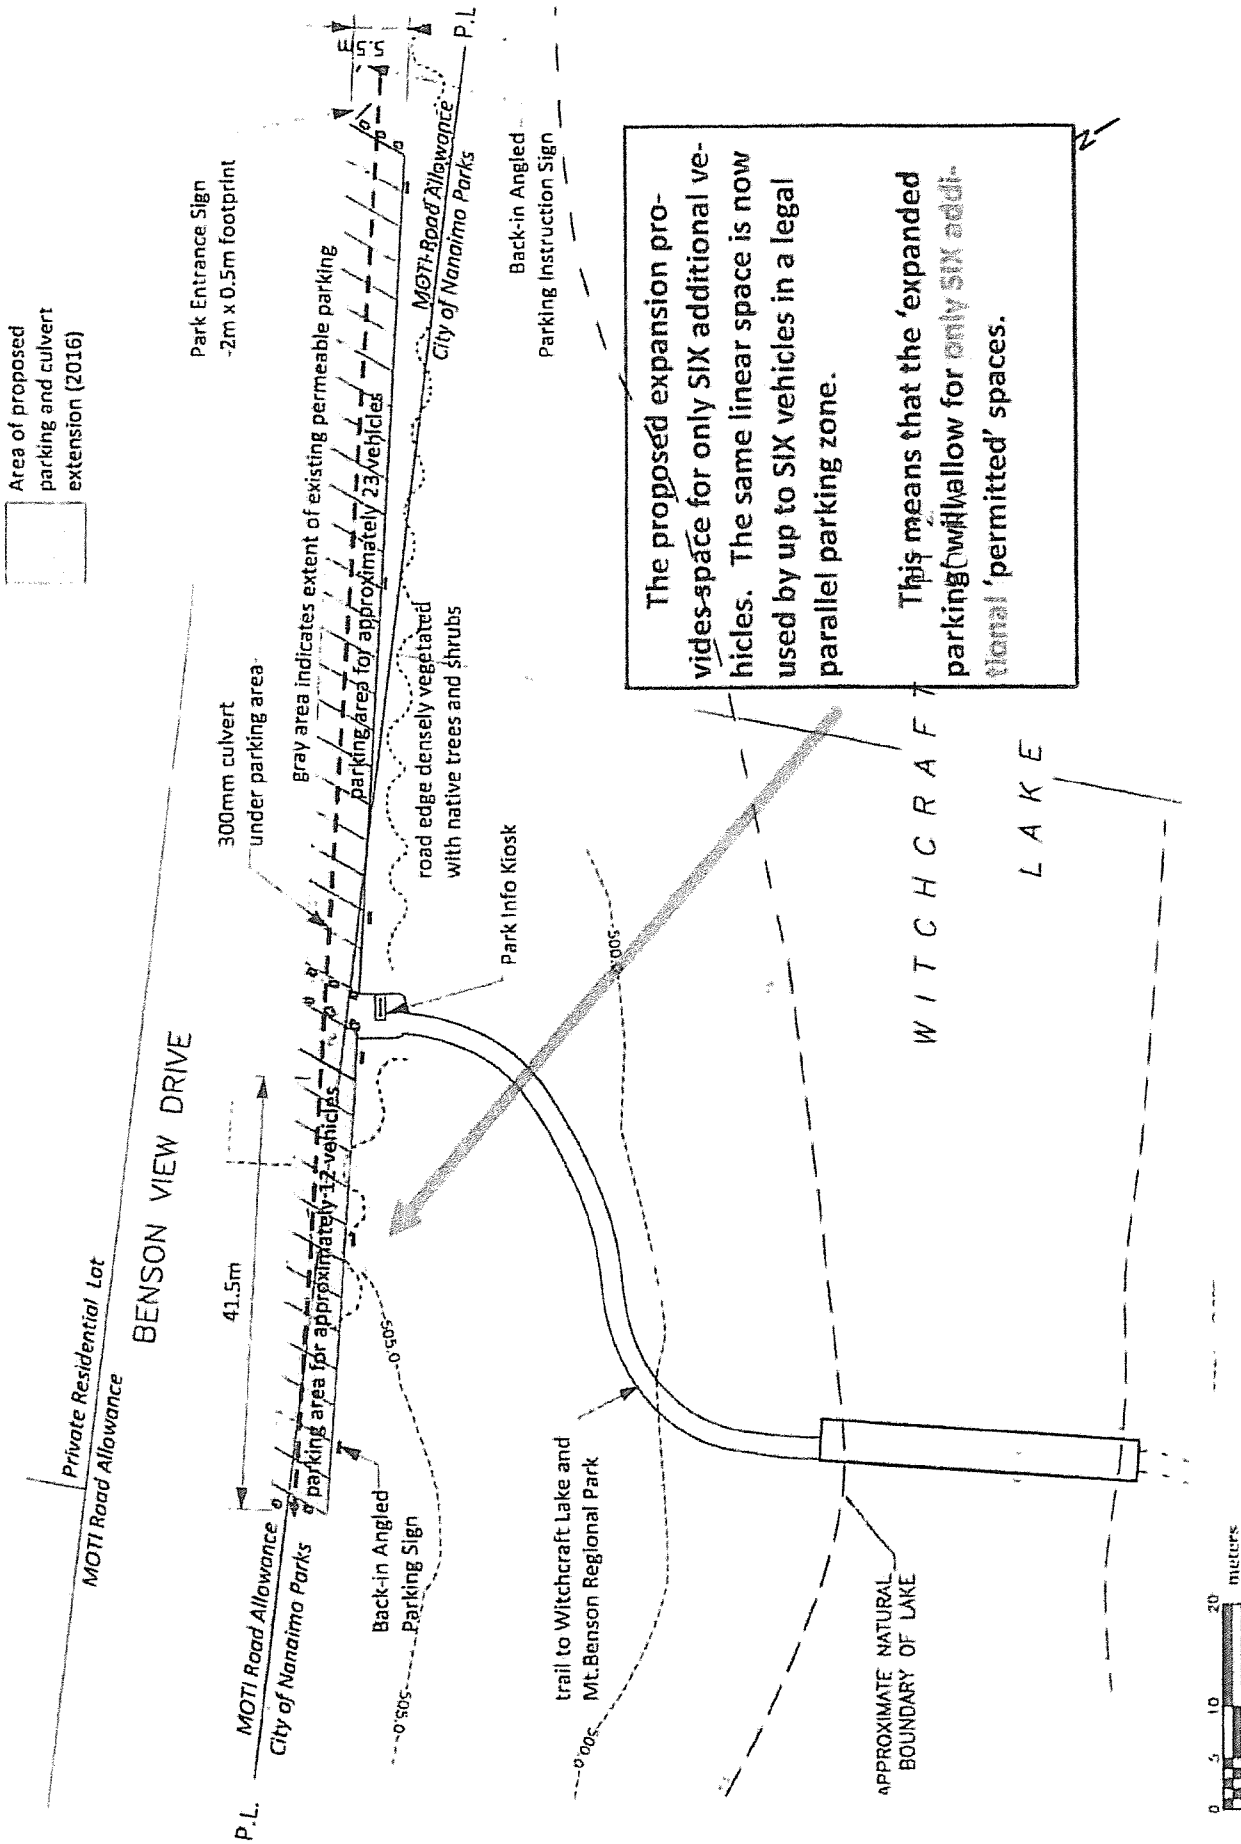 Area of proposed
parking and culvert
extension (2016)
Private Residential Lot
MOTI Road Allowance
BENSON VIEW DRIVE
Park Entrance Sign
-2m x 0.5m footprint
300mm culvert
under parking area
gray area indicates extent of existing permeable parking
41.5m
5.5m
parking area for approximately 12 vehicles
parking area for approximately 23 vehicles
P.L.
MOTI Road Allowance
City of Nanaimo Parks
P.L
MOTI Road Allowance
City of Nanaimo Parks
Back-in Angled
Parking Sign
505.0
505.0
road edge densely vegetated
with native trees and shrubs
Park Info Kiosk
Back-in Angled
Parking Instruction Sign
trail to Witchcraft Lake and
Mt.Benson Regional Park
500.0
500.0
The proposed expansion pro-
vides space for only SIX additional ve-
hicles. The same linear space is now
used by up to SIX vehicles in a legal
parallel parking zone.
This means that the ‘expanded
parking will allow for only SIX addi-
tional ‘permitted’ spaces.
WITCHCRAFT
LAKE
APPROXIMATE NATURAL
BOUNDARY OF LAKE
0 5 10 20
meters